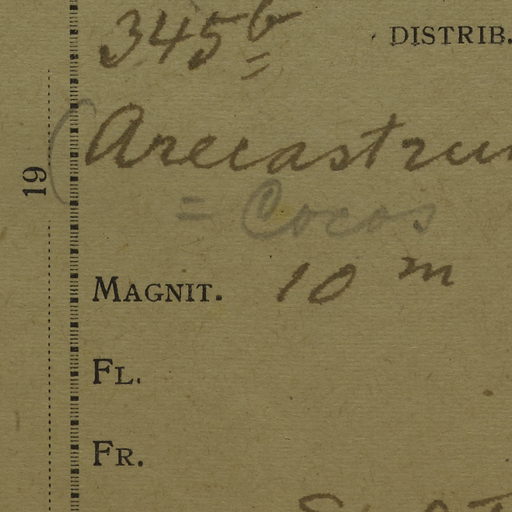 345b
DISTRIB.
Arecastrum
= Cocos
19
MAGNIT. 10 m
FL.
FR.